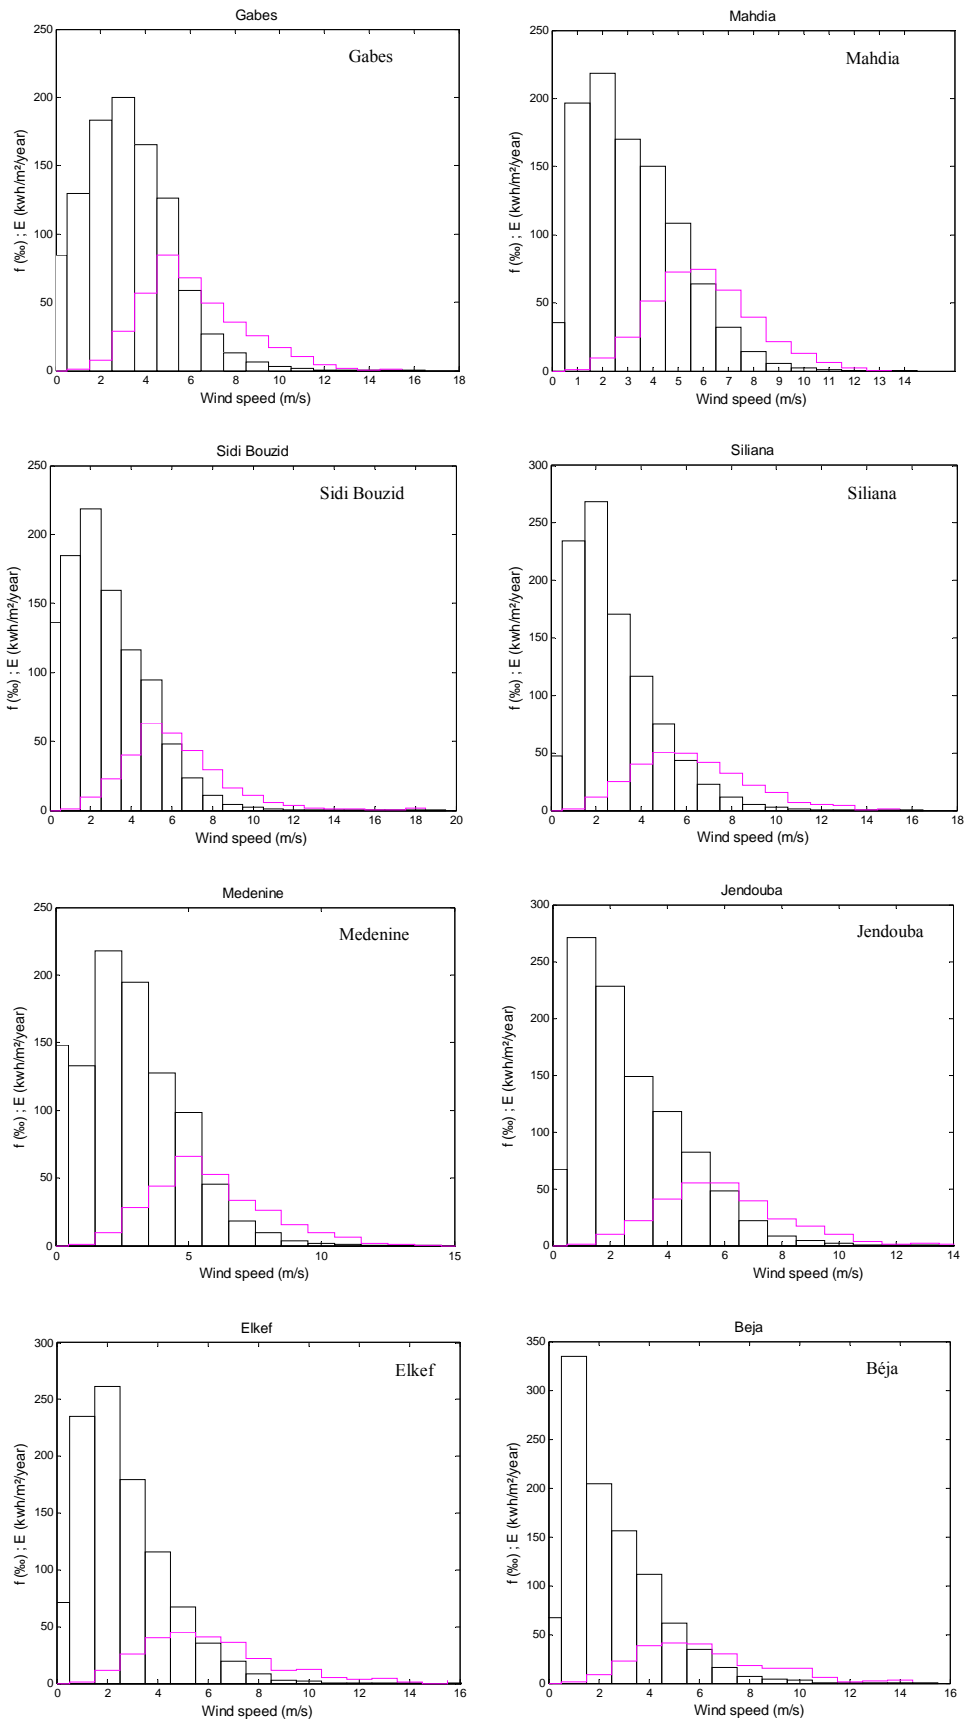 Gabes
Gabes
f (‰) ; E (kwh/m²/year)
250
200
150
100
50
0
0 2 4 6 8 10 12 14 16 18
Wind speed (m/s)
Mahdia
Mahdia
f (‰) ; E (kwh/m²/year)
250
200
150
100
50
0
0 1 2 3 4 5 6 7 8 9 10 11 12 13 14
Wind speed (m/s)
Sidi Bouzid
Sidi Bouzid
f (‰) ; E (kwh/m²/year)
250
200
150
100
50
0
0 2 4 6 8 10 12 14 16 18 20
Wind speed (m/s)
Siliana
Siliana
f (‰) ; E (kwh/m²/year)
300
250
200
150
100
50
0
0 2 4 6 8 10 12 14 16 18
Wind speed (m/s)
Medenine
Medenine
f (‰) ; E (kwh/m²/year)
250
200
150
100
50
0
0 5 10 15
Wind speed (m/s)
Jendouba
Jendouba
f (‰) ; E (kwh/m²/year)
300
250
200
150
100
50
0
0 2 4 6 8 10 12 14
Wind speed (m/s)
Elkef
Elkef
f (‰) ; E (kwh/m²/year)
300
250
200
150
100
50
0
0 2 4 6 8 10 12 14 16
Wind speed (m/s)
Beja
Béja
f (‰) ; E (kwh/m²/year)
350
300
250
200
150
100
50
0
0 2 4 6 8 10 12 14 16
Wind speed (m/s)